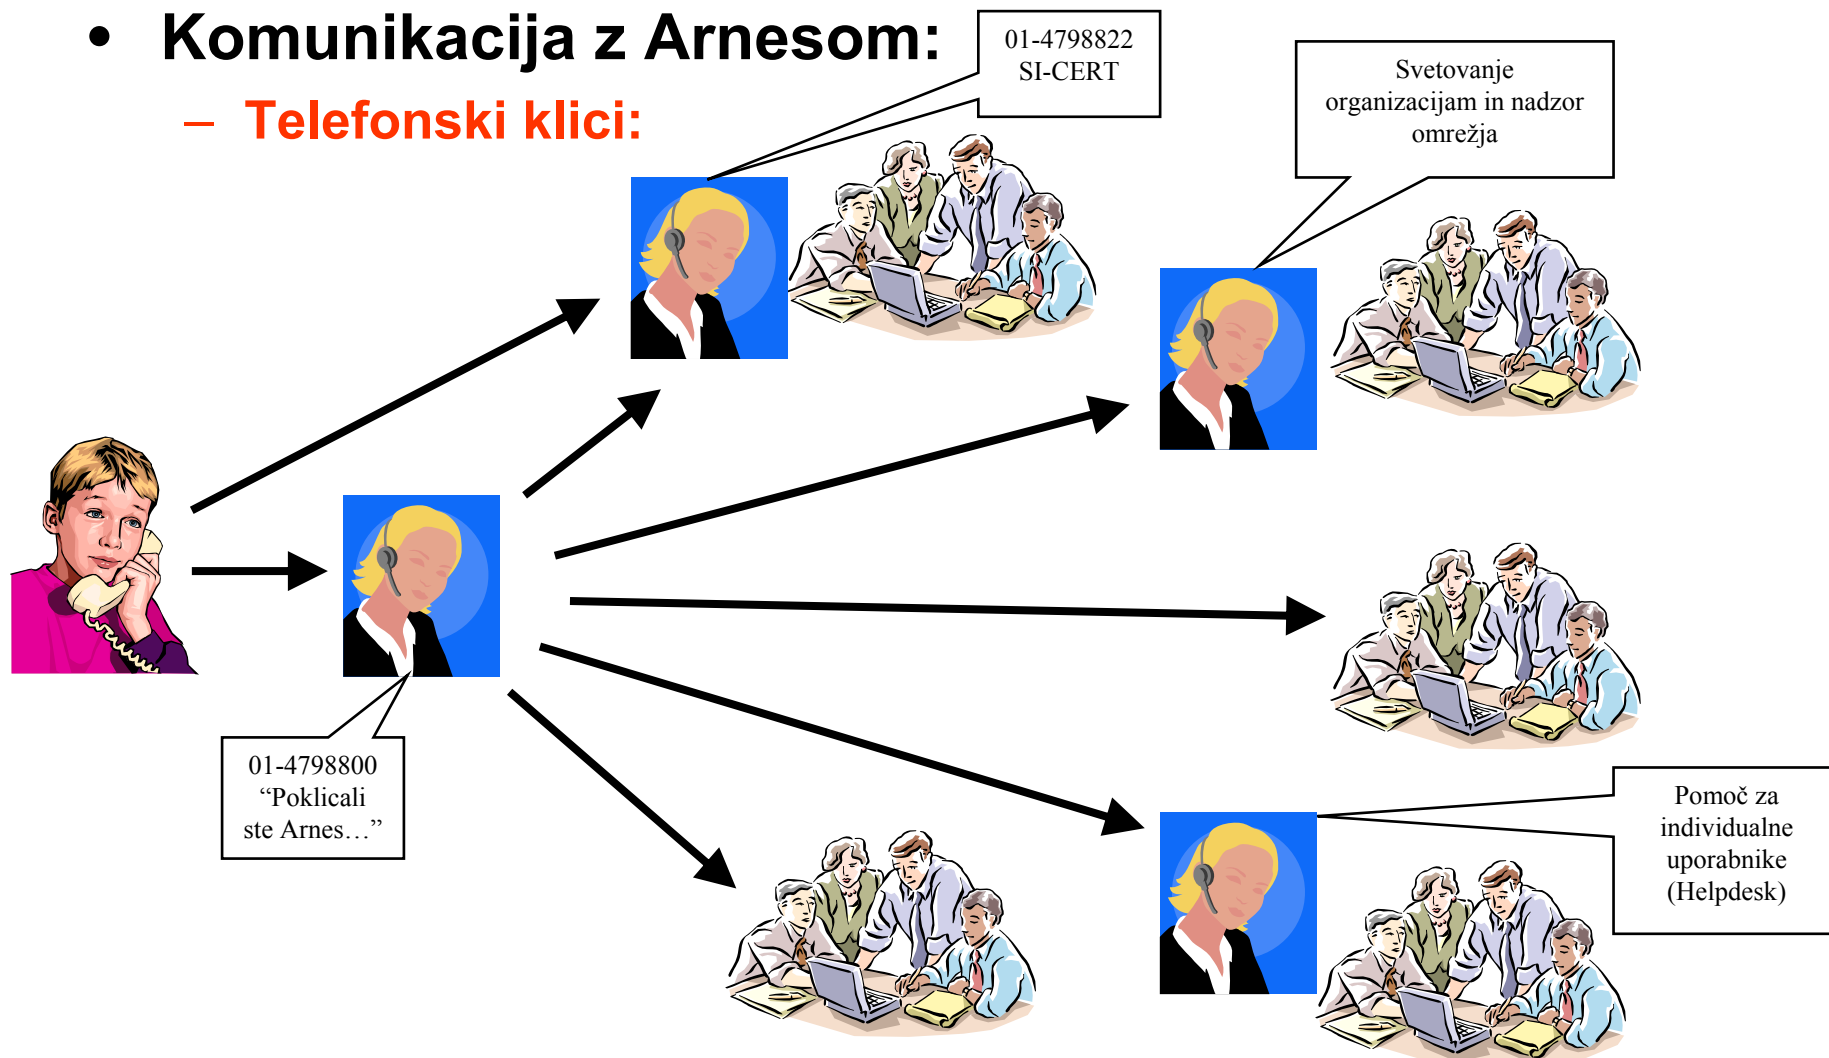 • Komunikacija z Arnesom:
– Telefonski klici:
01-4798822
SI-CERT
Svetovanje
organizacijam in nadzor
omrežja
01-4798800
“Poklicali
ste Arnes…”
Pomoč za
individualne
uporabnike
(Helpdesk)